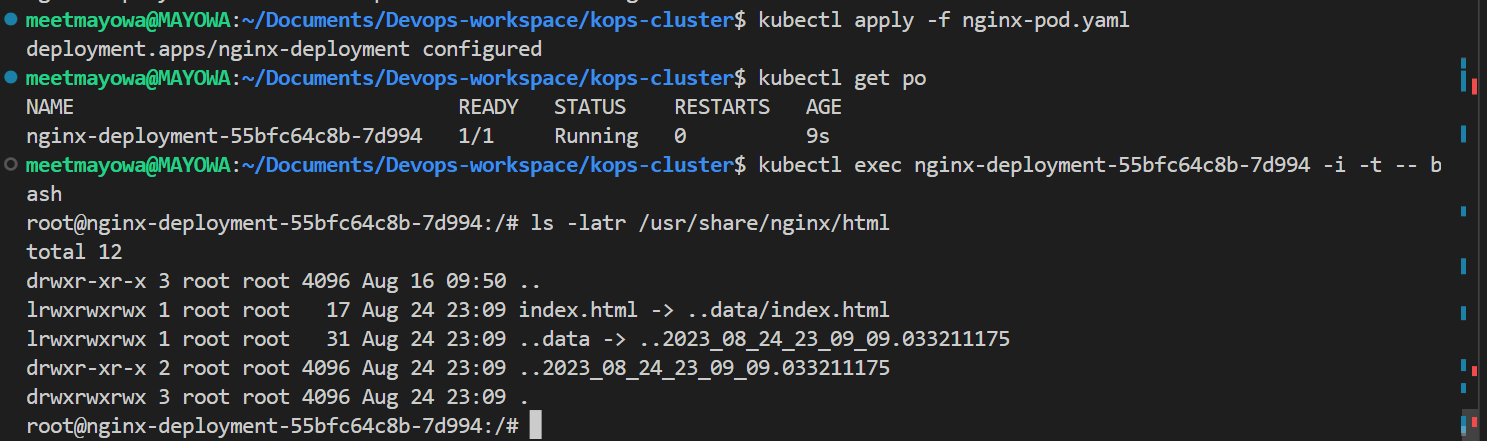 meetmayowa@MAYOWA:~/Documents/Devops-workspace/kops-cluster$ kubectl apply -f nginx-pod.yaml
deployment.apps/nginx-deployment configured
meetmayowa@MAYOWA:~/Documents/Devops-workspace/kops-cluster$ kubectl get po
NAME                                READY   STATUS    RESTARTS   AGE
nginx-deployment-55bfc64c8b-7d994   1/1     Running   0          9s
meetmayowa@MAYOWA:~/Documents/Devops-workspace/kops-cluster$ kubectl exec nginx-deployment-55bfc64c8b-7d994 -i -t -- b
ash
root@nginx-deployment-55bfc64c8b-7d994:/# ls -latr /usr/share/nginx/html
total 12
drwxr-xr-x 3 root root 4096 Aug 16 09:50 ..
lrwxrwxrwx 1 root root   17 Aug 24 23:09 index.html -> ..data/index.html
lrwxrwxrwx 1 root root   31 Aug 24 23:09 ..data -> ..2023_08_24_23_09_09.033211175
drwxr-xr-x 2 root root 4096 Aug 24 23:09 ..2023_08_24_23_09_09.033211175
drwxrwxrwx 3 root root 4096 Aug 24 23:09 .
root@nginx-deployment-55bfc64c8b-7d994:/#